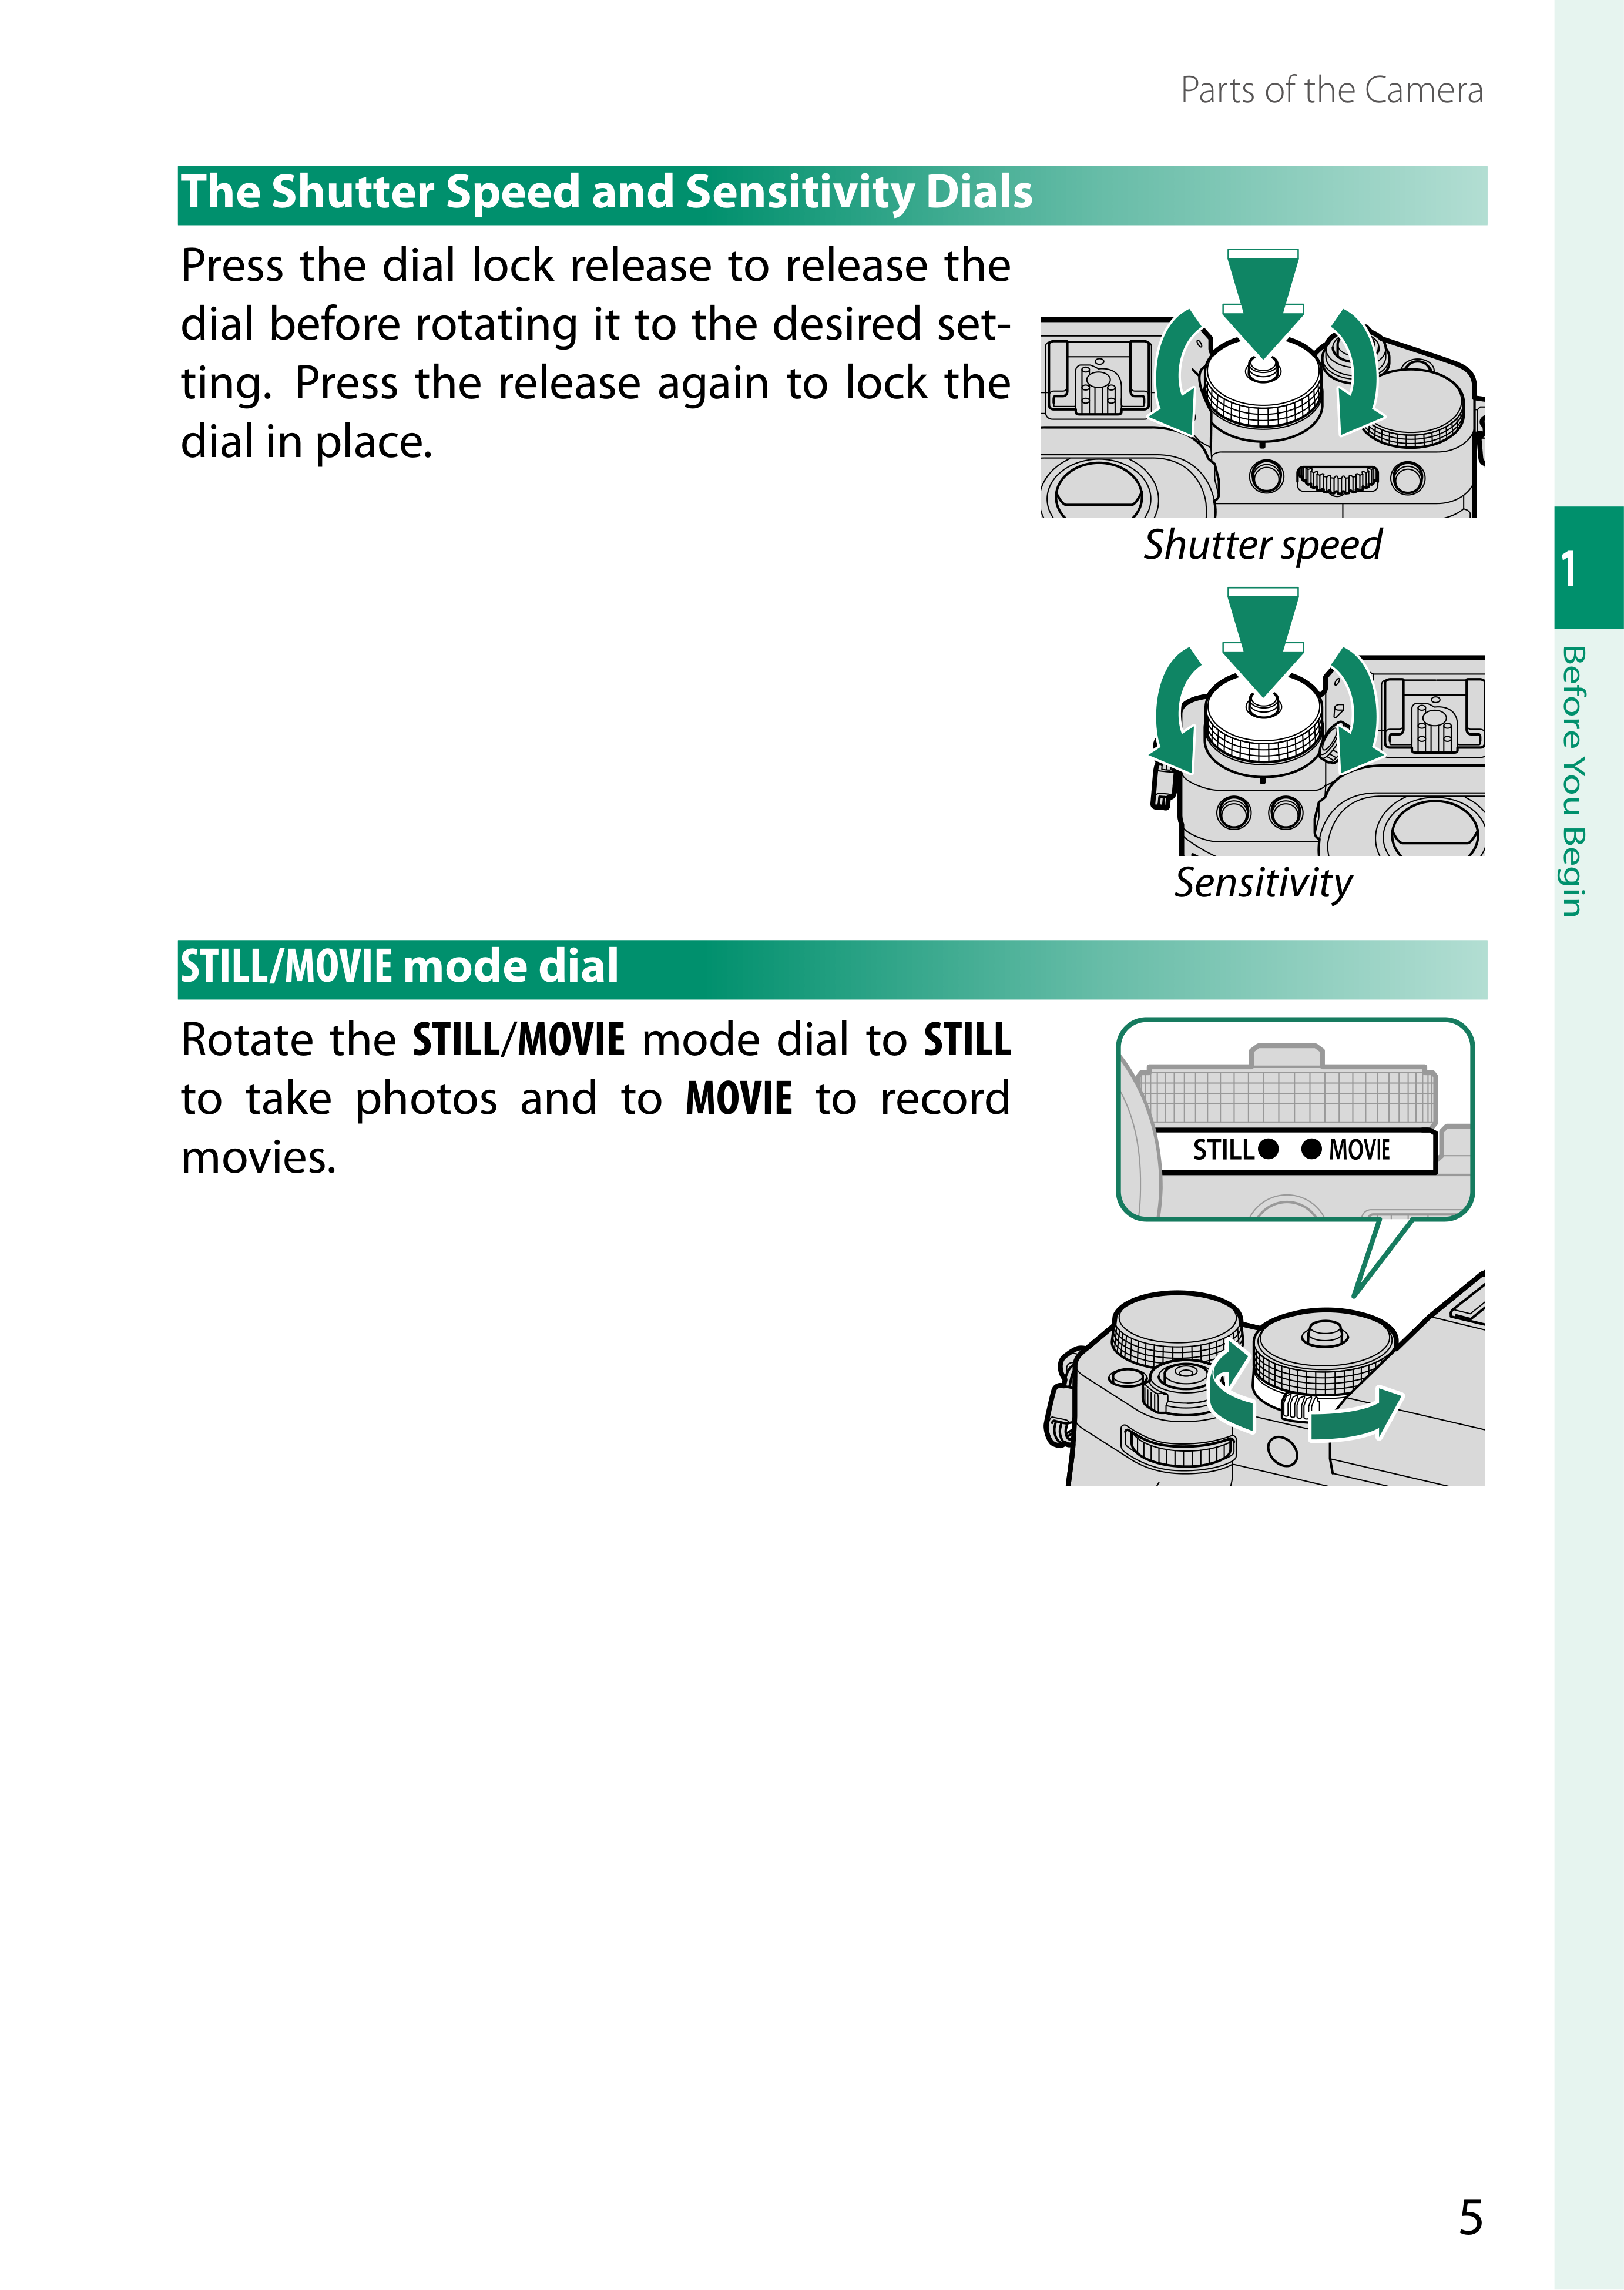 Parts of the Camera
The Shutter Speed and Sensitivity Dials
Press the dial lock release to release the
dial before rotating it to the desired set-
ting. Press the release again to lock the
dial in place.
Shutter speed
Sensitivity
1
Before You Begin
STILL/MOVIE mode dial
Rotate the STILL/MOVIE mode dial to STILL
to take photos and to MOVIE to record
movies.
STILL● ● MOVIE
5